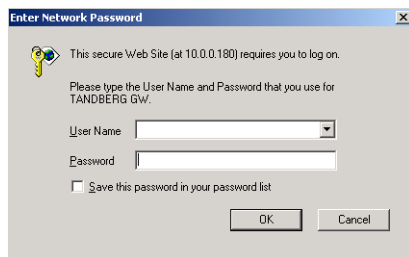 Enter Network Password
This secure Web Site (at 10.0.0.180) requires you to log on.
Please type the User Name and Password that you use for
TANDBERG GW.
User Name
Password
Save this password in your password list
OK Cancel